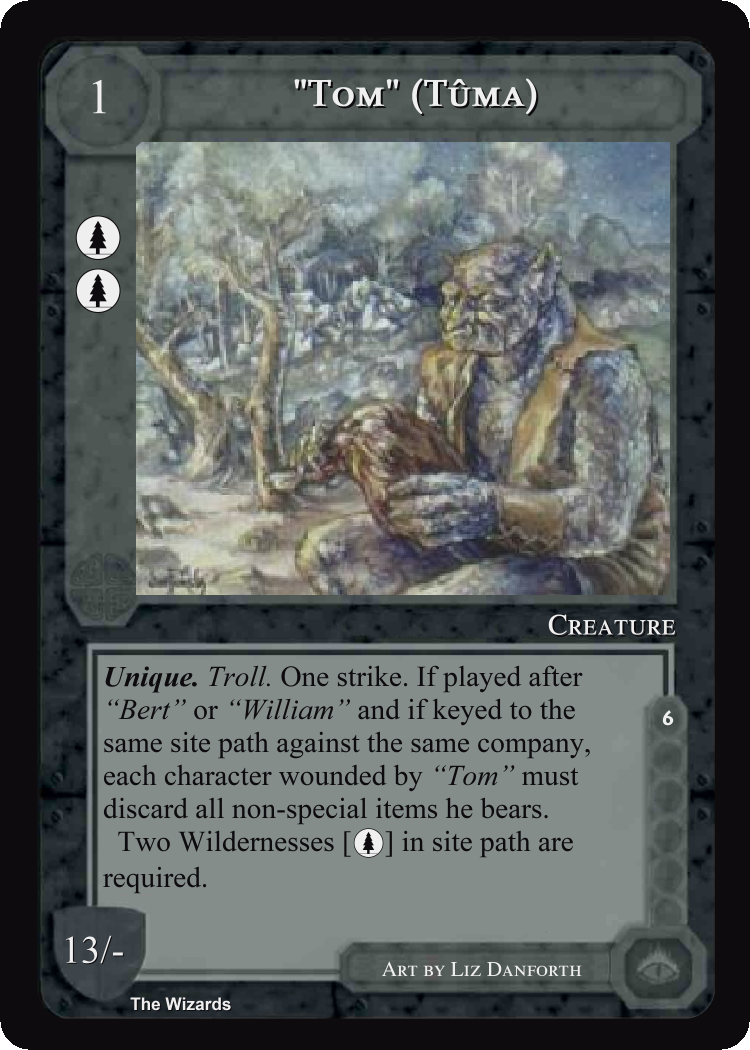 1
"Tom" (Tûma)
Creature
Unique. Troll. One strike. If played after
“Bert” or “William” and if keyed to the
same site path against the same company,
each character wounded by “Tom” must
discard all non-special items he bears.
Two Wildernesses [ ] in site path are
required.
6
13/-
Art by Liz Danforth
The Wizards